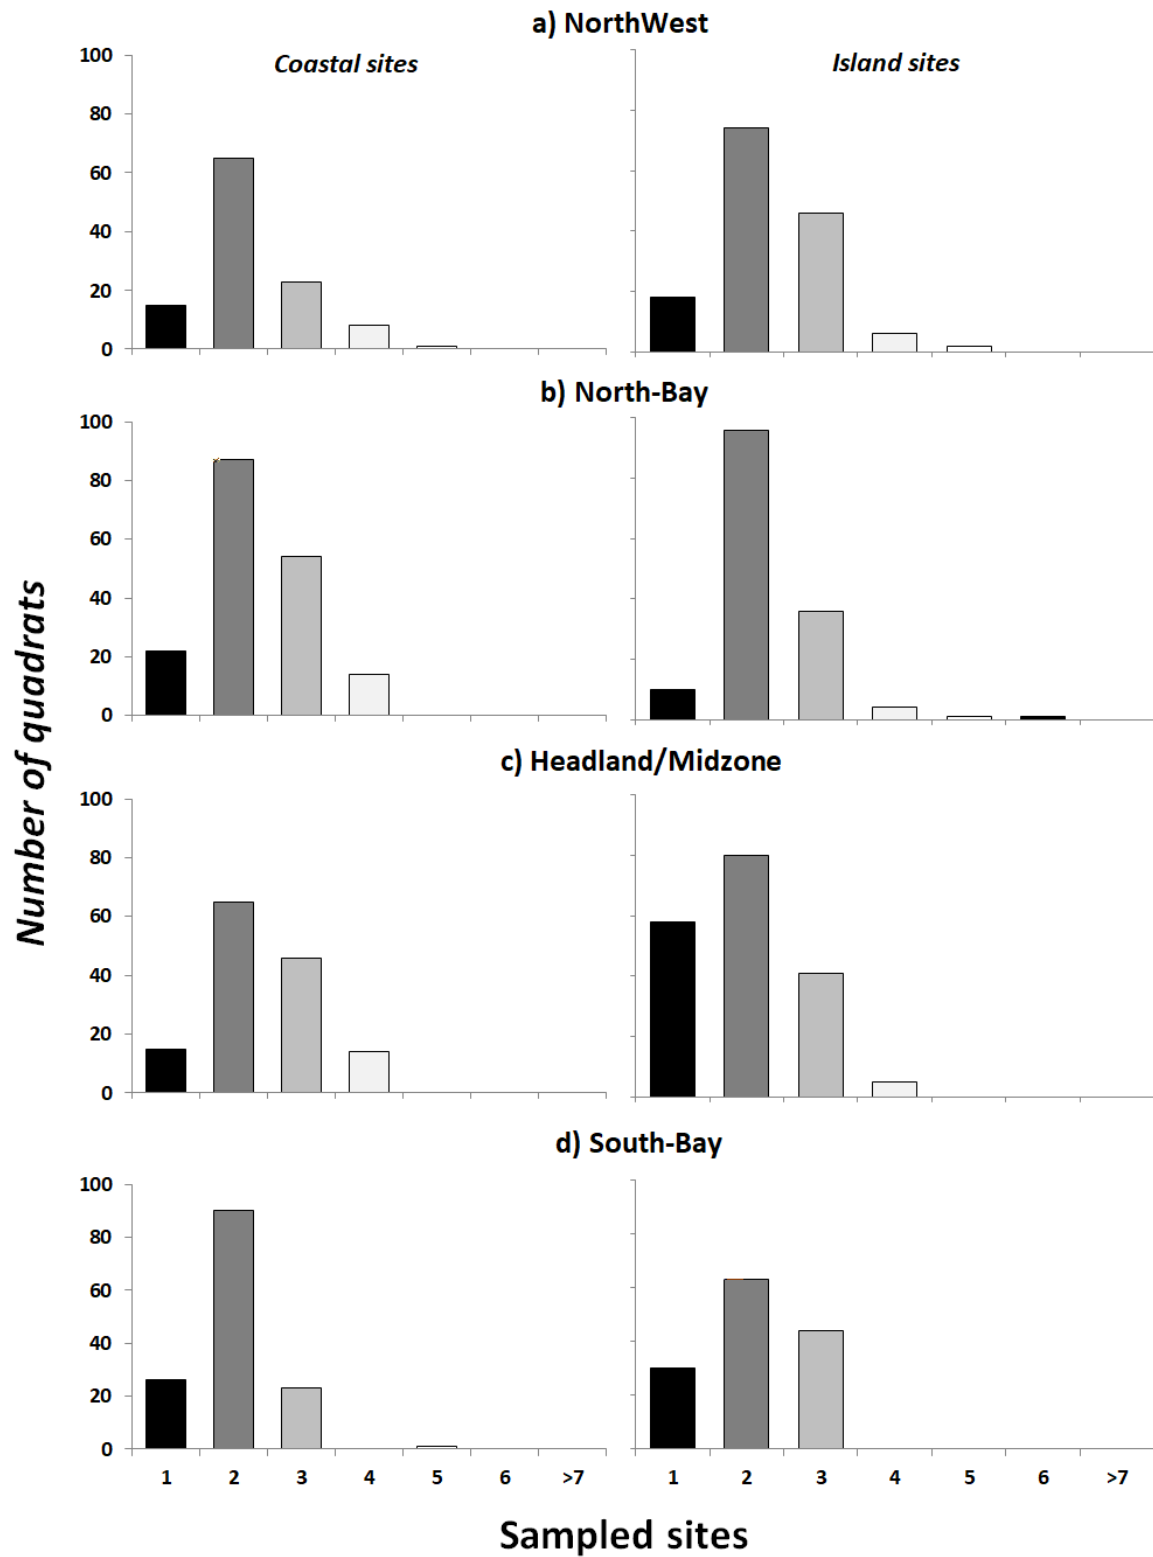 a) NorthWest
Coastal sites
Island sites
100
80
60
40
20
0
b) North-Bay
100
80
60
40
20
0
c) Headland/Midzone
100
80
60
40
20
0
d) South-Bay
100
80
60
40
20
0
1 2 3 4 5 6 >7
1 2 3 4 5 6 >7
Number of quadrats
Sampled sites